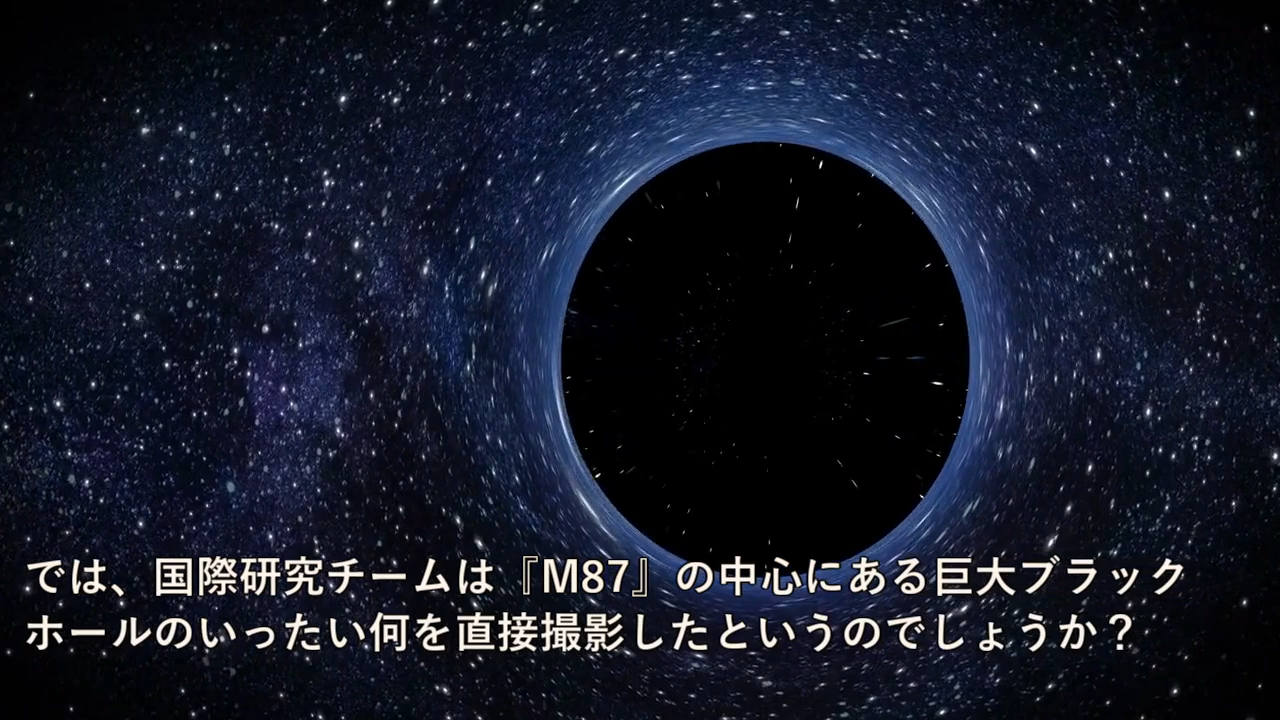 では、国際研究チームは『M87』の中心にある巨大ブラック
ホールのいったい何を直接撮影したというのでしょうか？